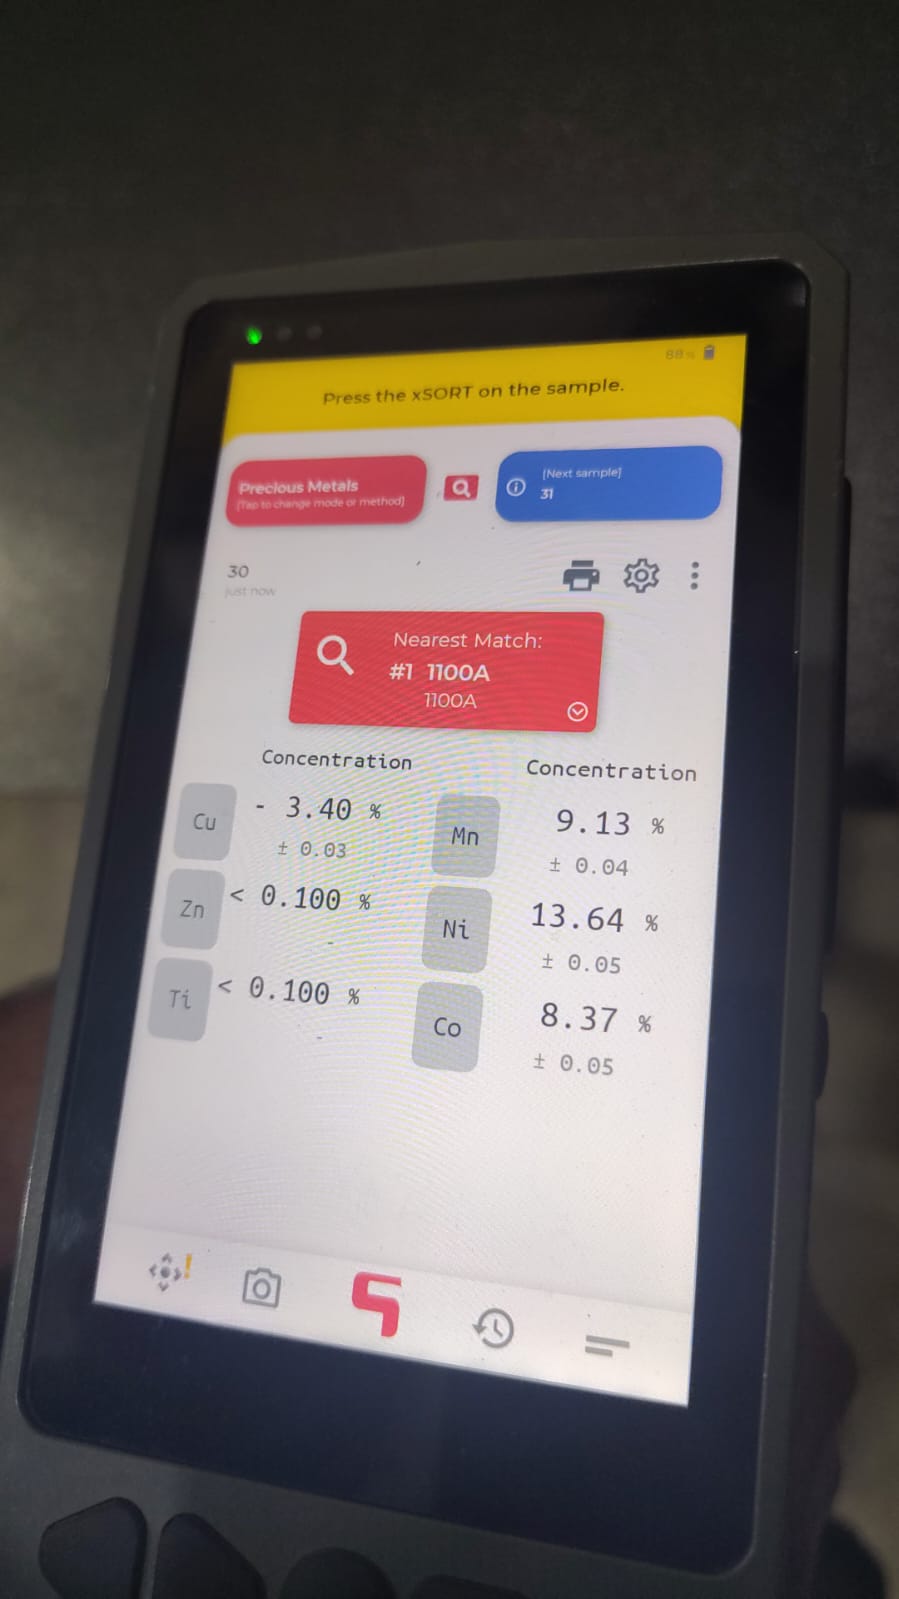 88%
Press the xSORT on the sample.
Precious Metals
[Tap to change mode or method]
[Next sample]
31
30
just now
Nearest Match:
#1 1100A
1100A
Concentration Concentration
Cu - 3.40 % Mn 9.13 %
± 0.03 ± 0.04
Zn < 0.100 % Ni 13.64 %
- ± 0.05
Ti < 0.100 % Co 8.37 %
- ± 0.05